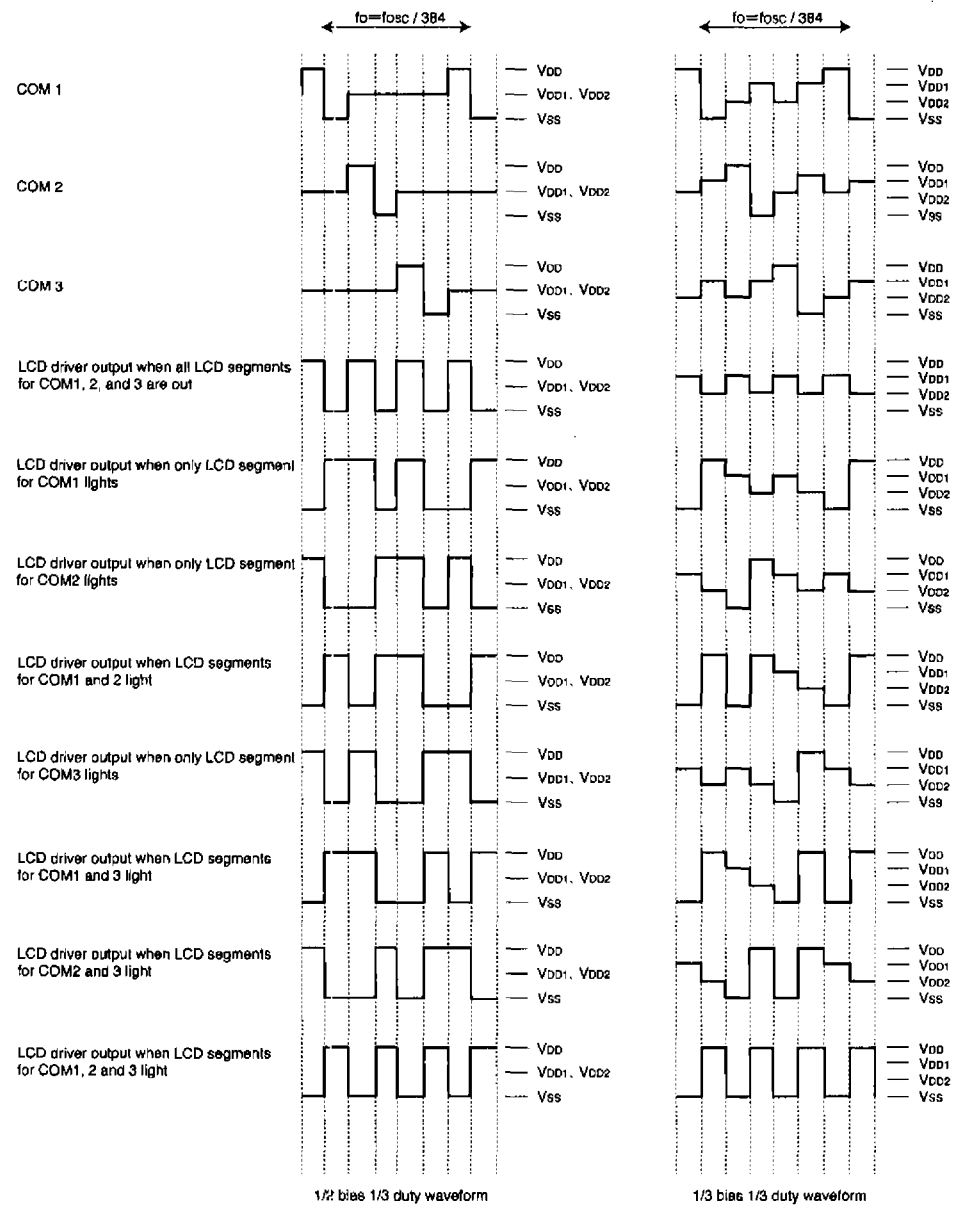 fo=fosc / 384
fo=fosc / 384
COM 1
VDD
VDD1、VDD2
VSS
VDD
VDD1
VDD2
VSS
COM 2
VDD
VDD1、VDD2
VSS
VDD
VDD1
VDD2
VSS
COM 3
VDD
VDD1、VDD2
VSS
VDD
VDD1
VDD2
VSS
LCD driver output when all LCD segments
for COM1, 2, and 3 are out
VDD
VDD1、VDD2
VSS
VDD
VDD1
VDD2
VSS
LCD driver output when only LCD segment
for COM1 lights
VDD
VDD1、VDD2
VSS
VDD
VDD1
VDD2
VSS
LCD driver output when only LCD segment
for COM2 lights
VDD
VDD1、VDD2
VSS
VDD
VDD1
VDD2
VSS
LCD driver output when LCD segments
for COM1 and 2 light
VDD
VDD1、VDD2
VSS
VDD
VDD1
VDD2
VSS
LCD driver output when only LCD segment
for COM3 lights
VDD
VDD1、VDD2
VSS
VDD
VDD1
VDD2
VSS
LCD driver output when LCD segments
for COM1 and 3 light
VDD
VDD1、VDD2
VSS
VDD
VDD1
VDD2
VSS
LCD driver output when LCD segments
for COM2 and 3 light
VDD
VDD1、VDD2
VSS
VDD
VDD1
VDD2
VSS
LCD driver output when LCD segments
for COM1, 2 and 3 light
VDD
VDD1、VDD2
VSS
VDD
VDD1
VDD2
VSS
1/2 bias 1/3 duty waveform
1/3 bias 1/3 duty waveform